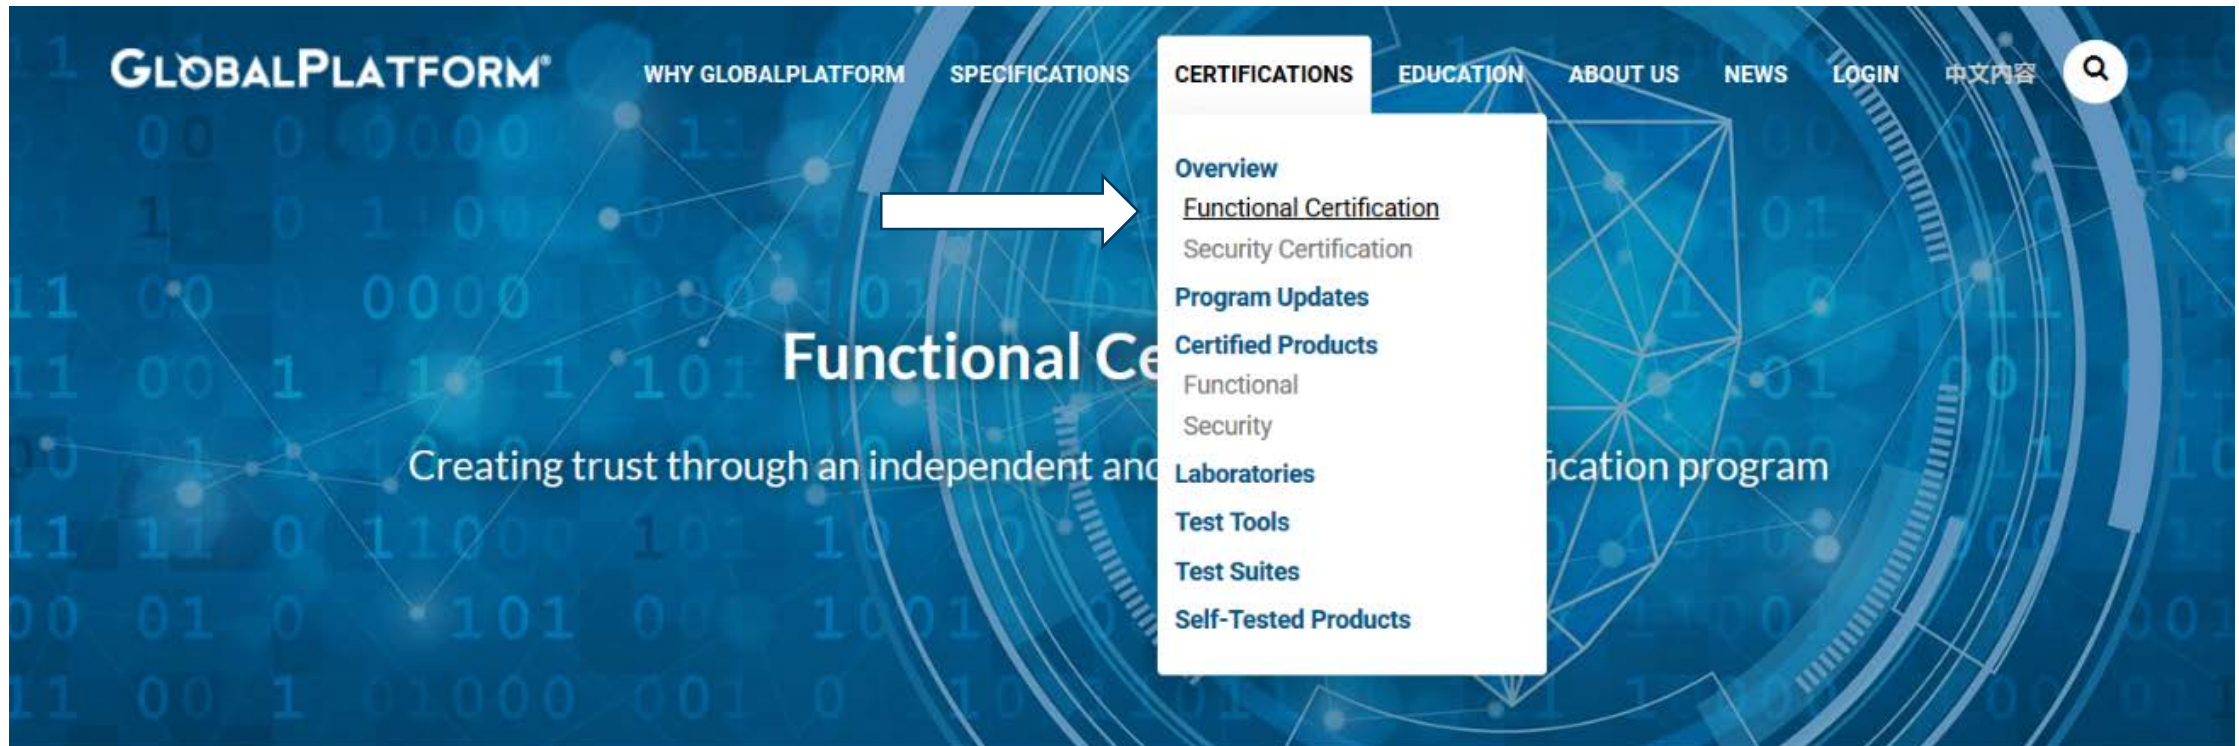 GLOBALPLATFORM®
WHY GLOBALPLATFORM SPECIFICATIONS CERTIFICATIONS EDUCATION ABOUT US NEWS LOGIN 中文内容
Overview
Functional Certification
Security Certification
Program Updates
Certified Products
Functional
Security
Laboratories
Test Tools
Test Suites
Self-Tested Products
Functional Ce
Creating trust through an independent and ication program